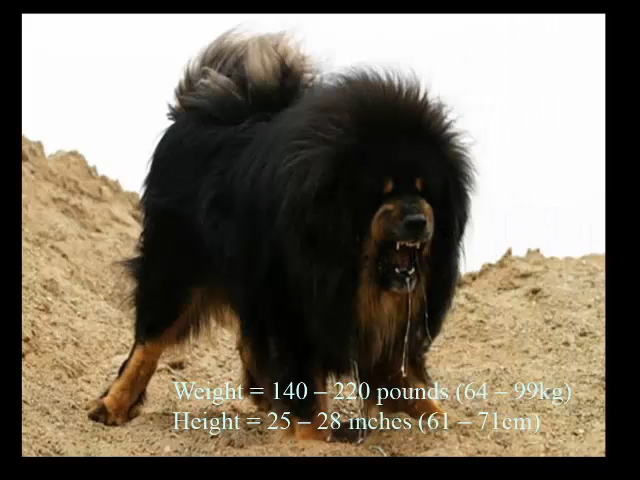 Weight = 140 – 220 pounds (64 – 99kg)
Height = 25 – 28 inches (61 – 71cm)